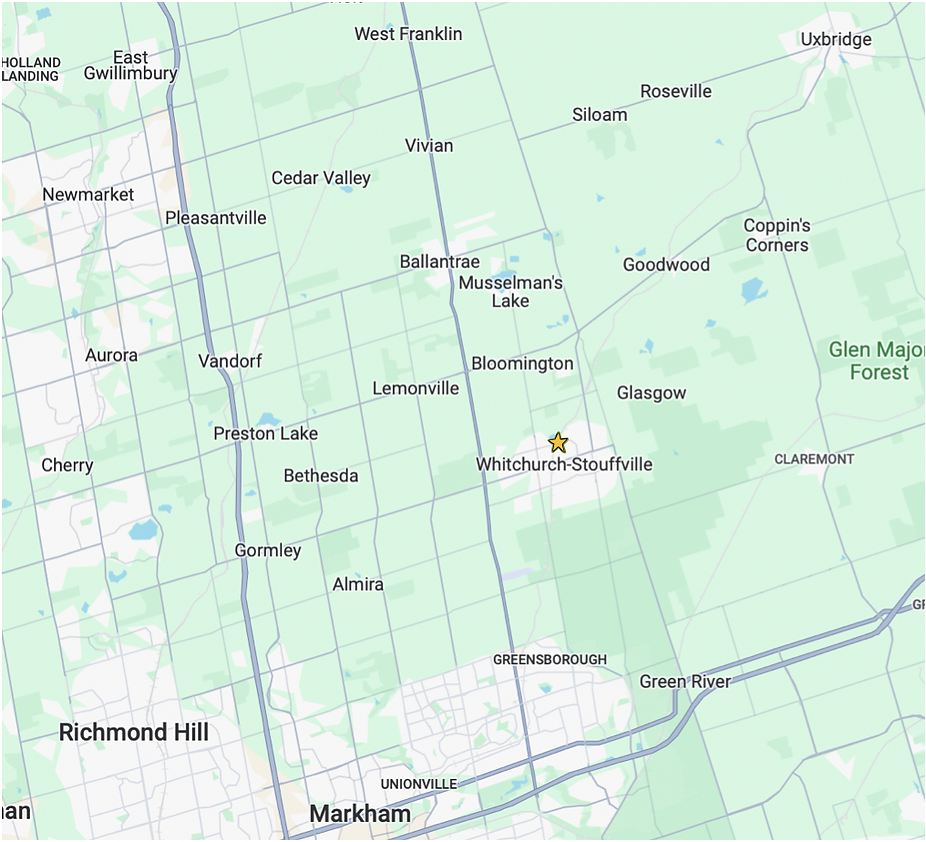 West Franklin
Uxbridge
East
Gwillimbury
HOLLAND
LANDING
Roseville
Siloam
Vivian
Cedar Valley
Newmarket
Pleasantville
Coppin's
Corners
Ballantrae
Goodwood
Musselman's
Lake
Glen Major
Forest
Aurora
Vandorf
Bloomington
Lemonville
Glasgow
Preston Lake
Cherry
Whitchurch-Stouffville
CLAREMONT
Bethesda
Gormley
Almira
GREENSBOROUGH
Green River
Richmond Hill
UNIONVILLE
Markham